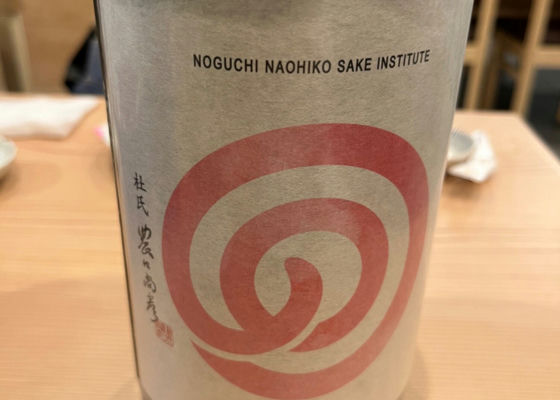 NOGUCHI NAOHIKO SAKE INSTITUTE
杜氏 農口尚彦